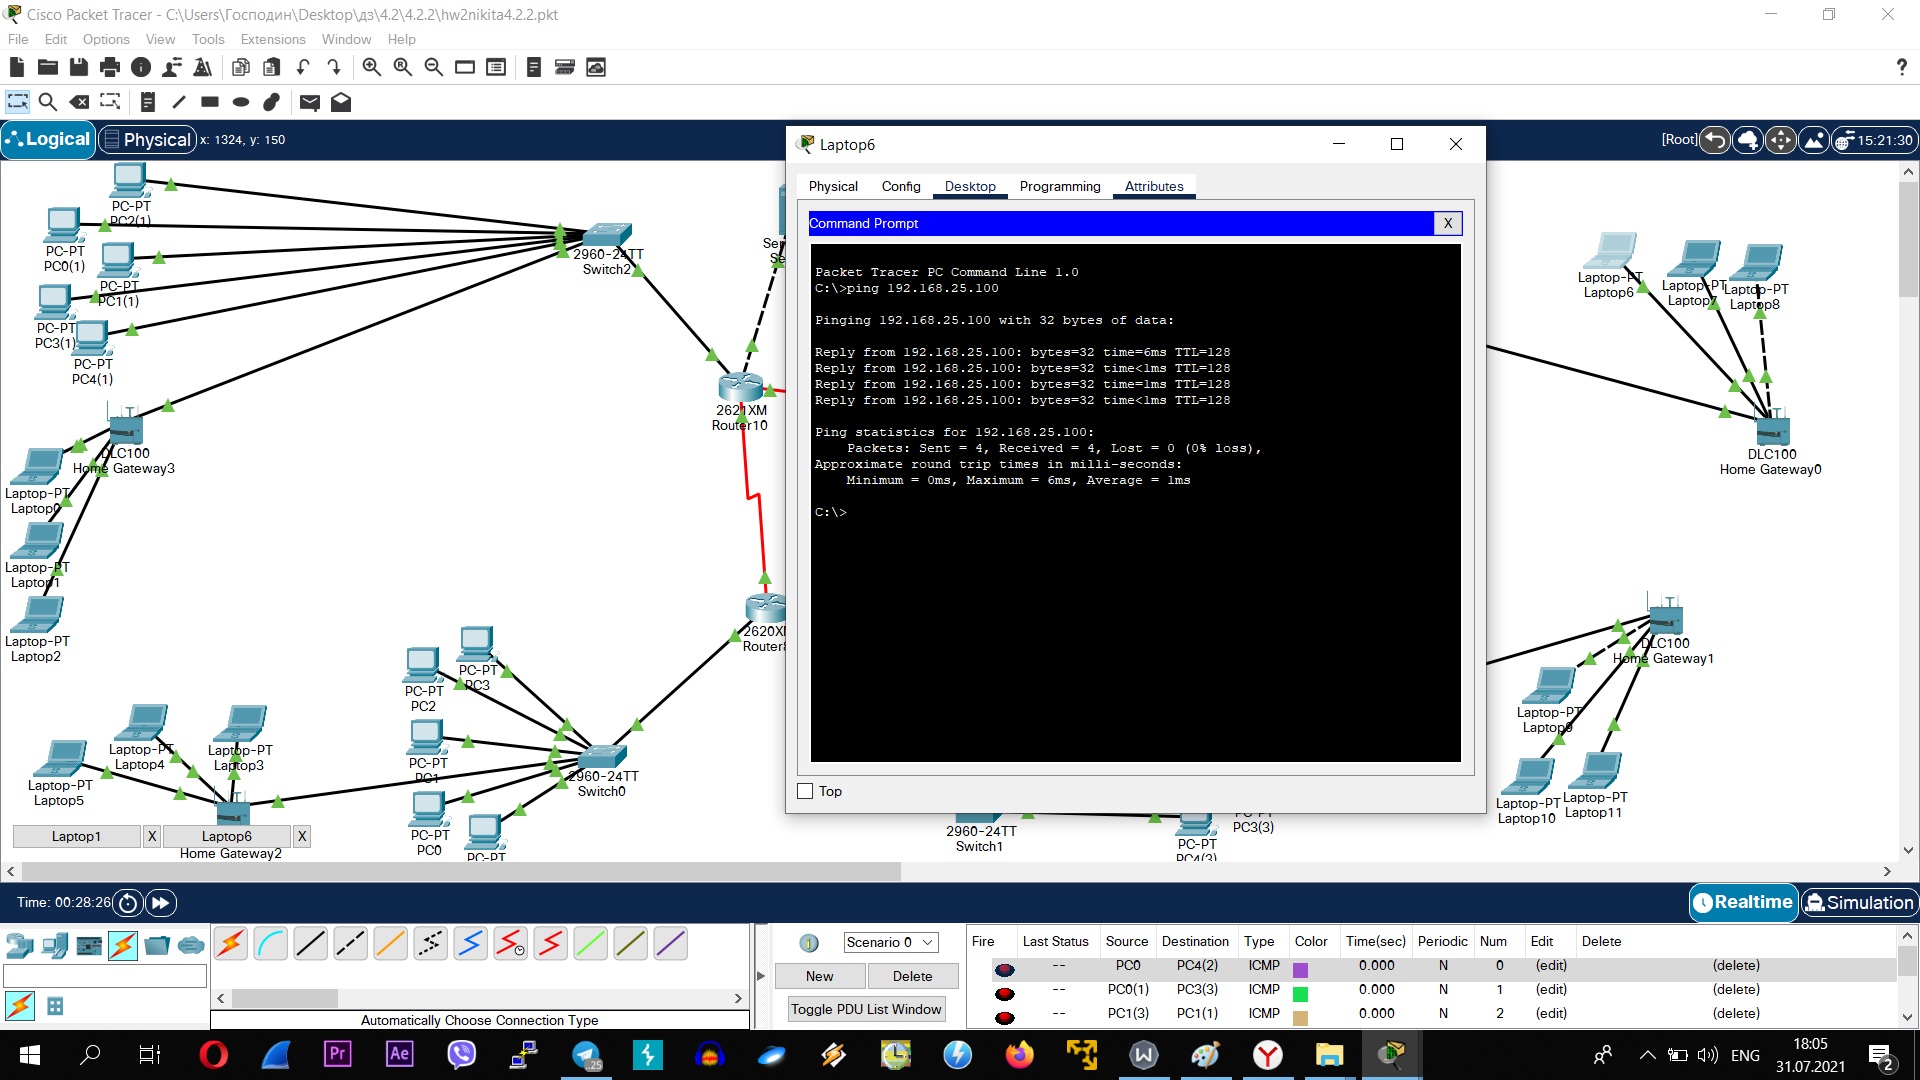 Cisco Packet Tracer - C:\Users\Господин\Desktop\дз\4.2\4.2.2\hw2nikita4.2.2.pkt
File Edit Options View Tools Extensions Window Help
?
Logical Physical x: 1324, y: 150
[Root] 15:21:30
PC-PT
PC2(1)
PC-PT
PC0(1)
PC-PT
PC1(1)
PC-PT
PC3(1)
PC-PT
PC4(1)
2960-24TT
Switch2
2621XM
Router10
DLC100
Home Gateway3
Laptop-PT
Laptop0
Laptop-PT
Laptop1
Laptop-PT
Laptop2
PC-PT
PC3
PC-PT
PC2
PC-PT
PC1
PC-PT
PC0
PC-PT
2960-24TT
Switch0
Laptop-PT
Laptop4
Laptop-PT
Laptop3
Laptop-PT
Laptop5
Home Gateway2
Laptop1 X Laptop6 X
Laptop6
Physical Config Desktop Programming Attributes
Command Prompt X
Packet Tracer PC Command Line 1.0
C:\>ping 192.168.25.100
Pinging 192.168.25.100 with 32 bytes of data:
Reply from 192.168.25.100: bytes=32 time=6ms TTL=128
Reply from 192.168.25.100: bytes=32 time<1ms TTL=128
Reply from 192.168.25.100: bytes=32 time<1ms TTL=128
Reply from 192.168.25.100: bytes=32 time<1ms TTL=128
Ping statistics for 192.168.25.100:
Packets: Sent = 4, Received = 4, Lost = 0 (0% loss),
Approximate round trip times in milli-seconds:
Minimum = 0ms, Maximum = 6ms, Average = 1ms
C:\>
Top
Laptop-PT
Laptop6
Laptop-PT
Laptop7
Laptop-PT
Laptop8
DLC100
Home Gateway0
DLC100
Home Gateway1
Laptop-PT
Laptop9
Laptop-PT
Laptop10
Laptop-PT
Laptop11
2960-24TT
Switch1
PC-PT
PC4(3)
PC3(3)
Time: 00:28:26
Realtime Simulation
Automatically Choose Connection Type
Scenario 0
New Delete
Toggle PDU List Window
Fire Last Status Source Destination Type Color Time(sec) Periodic Num Edit Delete
-- PC0 PC4(2) ICMP 0.000 N 0 (edit) (delete)
-- PC0(1) PC3(3) ICMP 0.000 N 1 (edit) (delete)
-- PC1(3) PC1(1) ICMP 0.000 N 2 (edit) (delete)
Pr Ae .25 W Y
ENG
18:05
31.07.2021
2